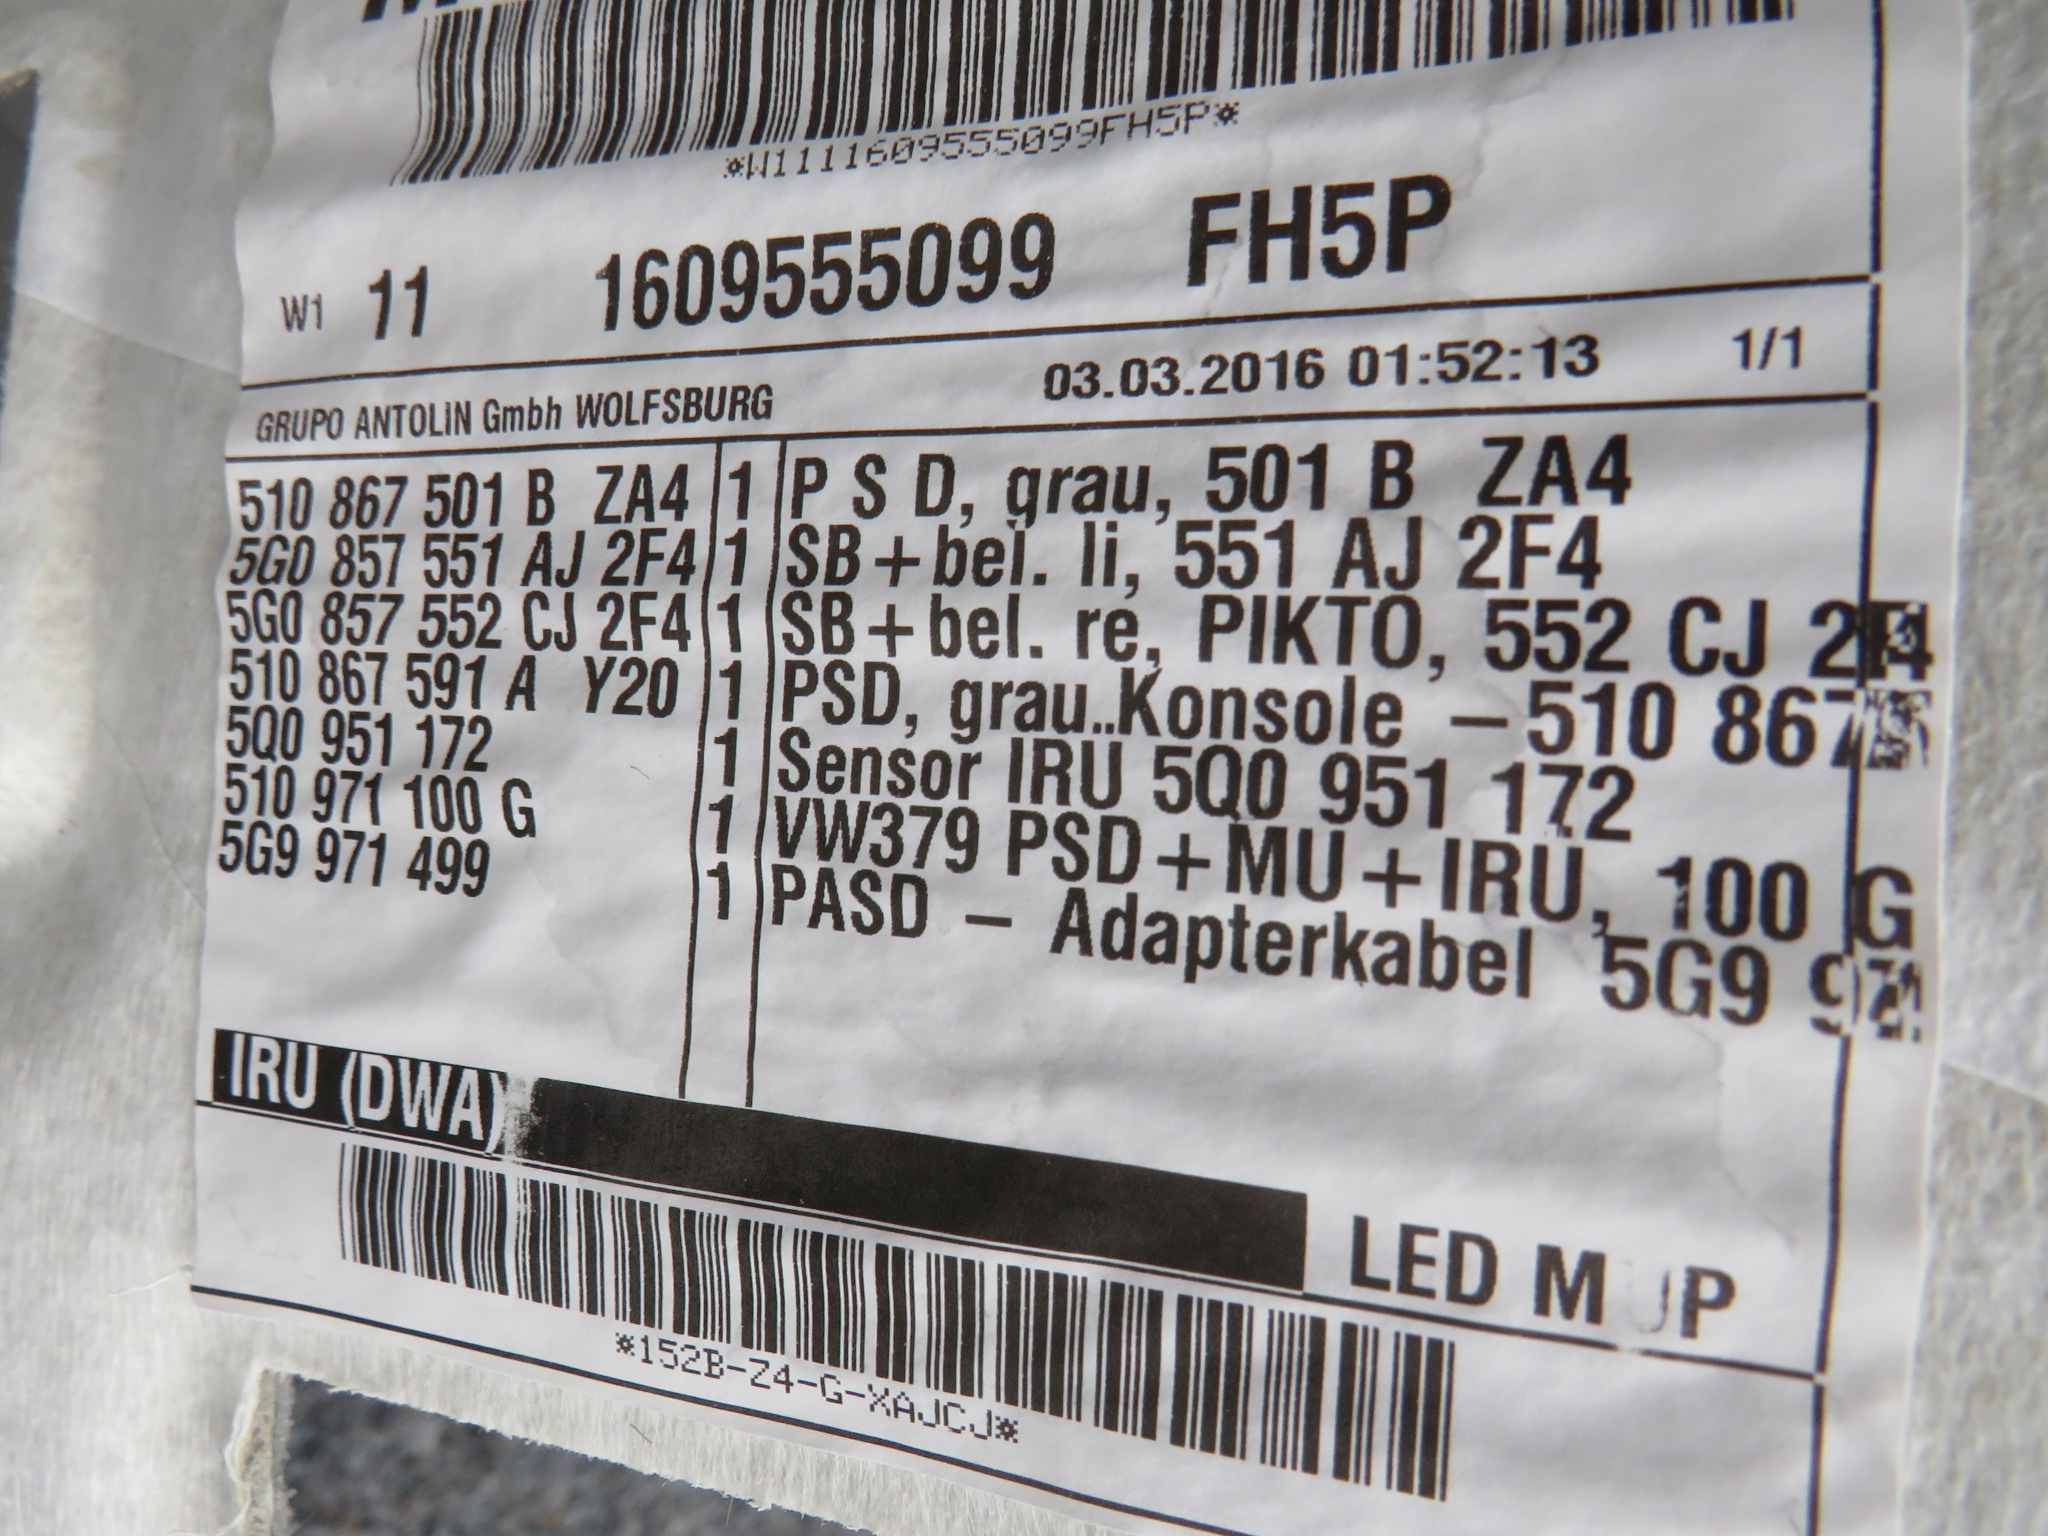 *W1111609555099FH5P*
W1 11 1609555099 FH5P
GRUPO ANTOLIN Gmbh WOLFSBURG 03.03.2016 01:52:13 1/1
510 867 501 B ZA4 1 P S D, grau, 501 B ZA4
5G0 857 551 AJ 2F4 1 SB+bel. li, 551 AJ 2F4
5G0 857 552 CJ 2F4 1 SB+bel. re, PIKTO, 552 CJ 2F4
510 867 591 A Y20 1 PSD, grau..Konsole – 510 867
5Q0 951 172 1 Sensor IRU 5Q0 951 172
510 971 100 G 1 VW379 PSD+MU+IRU, 100 G
5G9 971 499 1 PASD – Adapterkabel 5G9
IRU (DWA)
LED M P
*152B-Z4-G-XAJCJ*